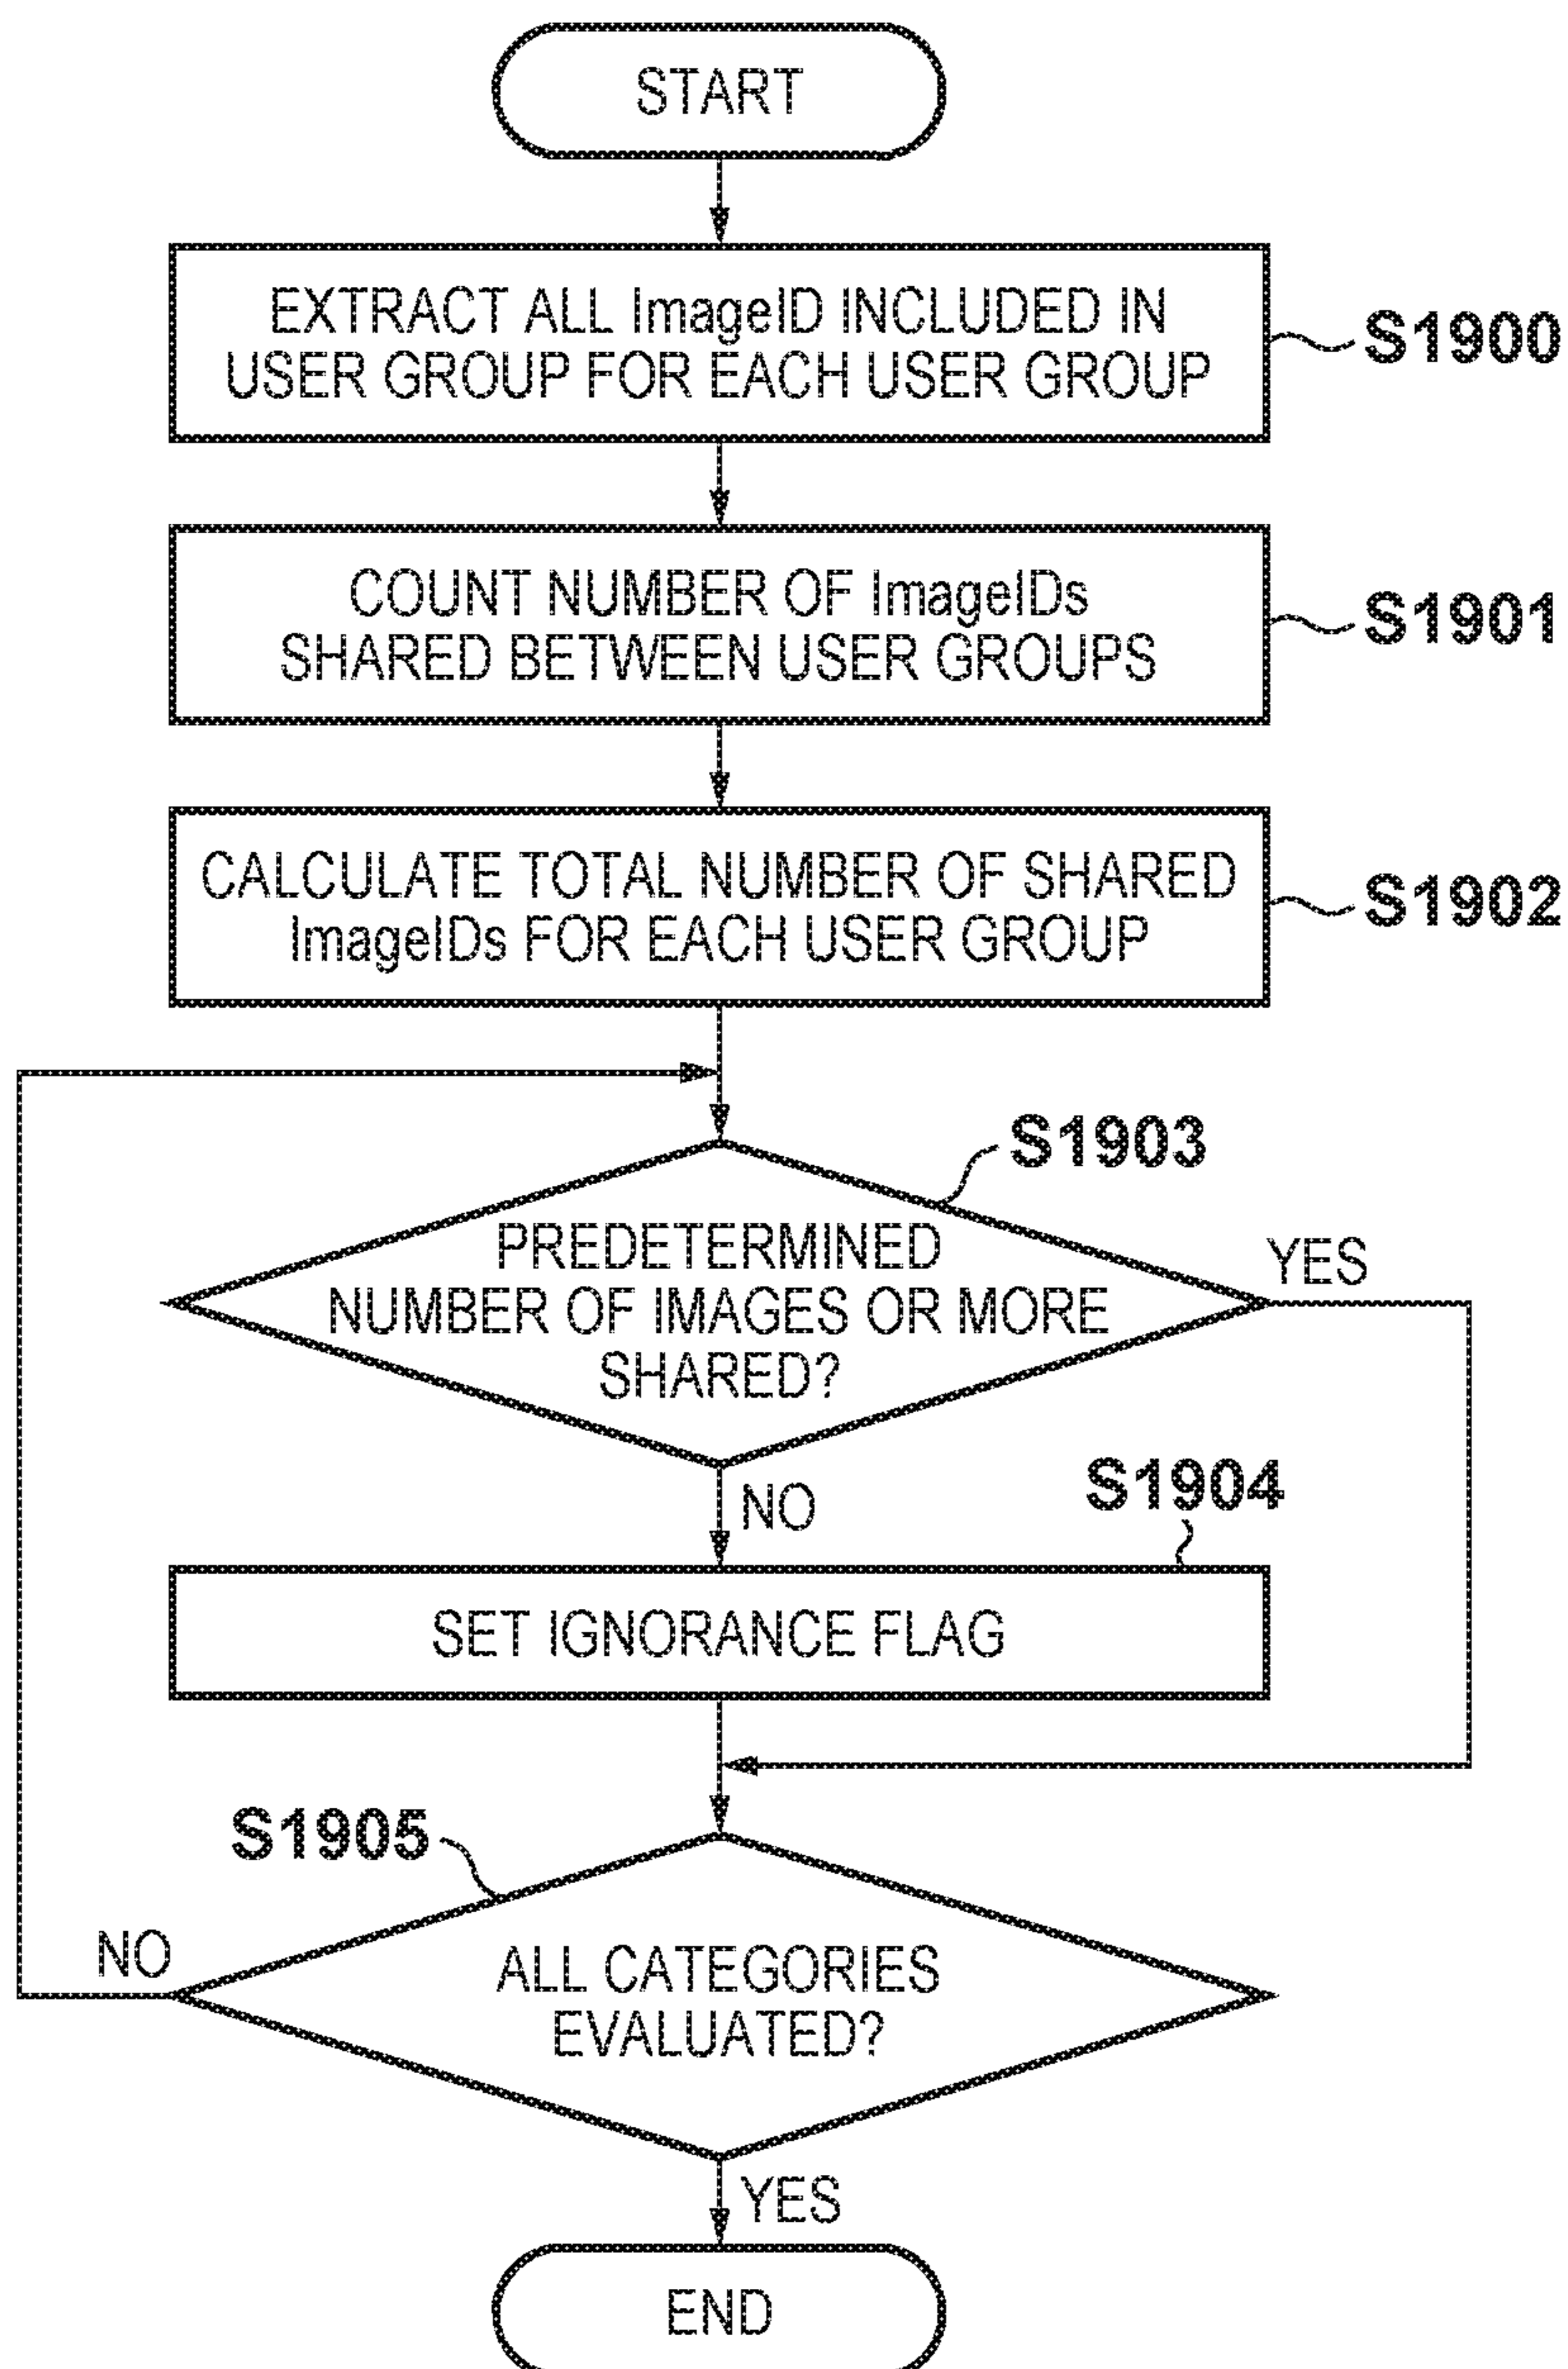 START
EXTRACT ALL ImageID INCLUDED IN
USER GROUP FOR EACH USER GROUP
S1900
COUNT NUMBER OF ImageIDs
SHARED BETWEEN USER GROUPS
S1901
CALCULATE TOTAL NUMBER OF SHARED
ImageIDs FOR EACH USER GROUP
S1902
S1903
PREDETERMINED
NUMBER OF IMAGES OR MORE
SHARED?
YES
NO
S1904
SET IGNORANCE FLAG
S1905
ALL CATEGORIES
EVALUATED?
NO
YES
END